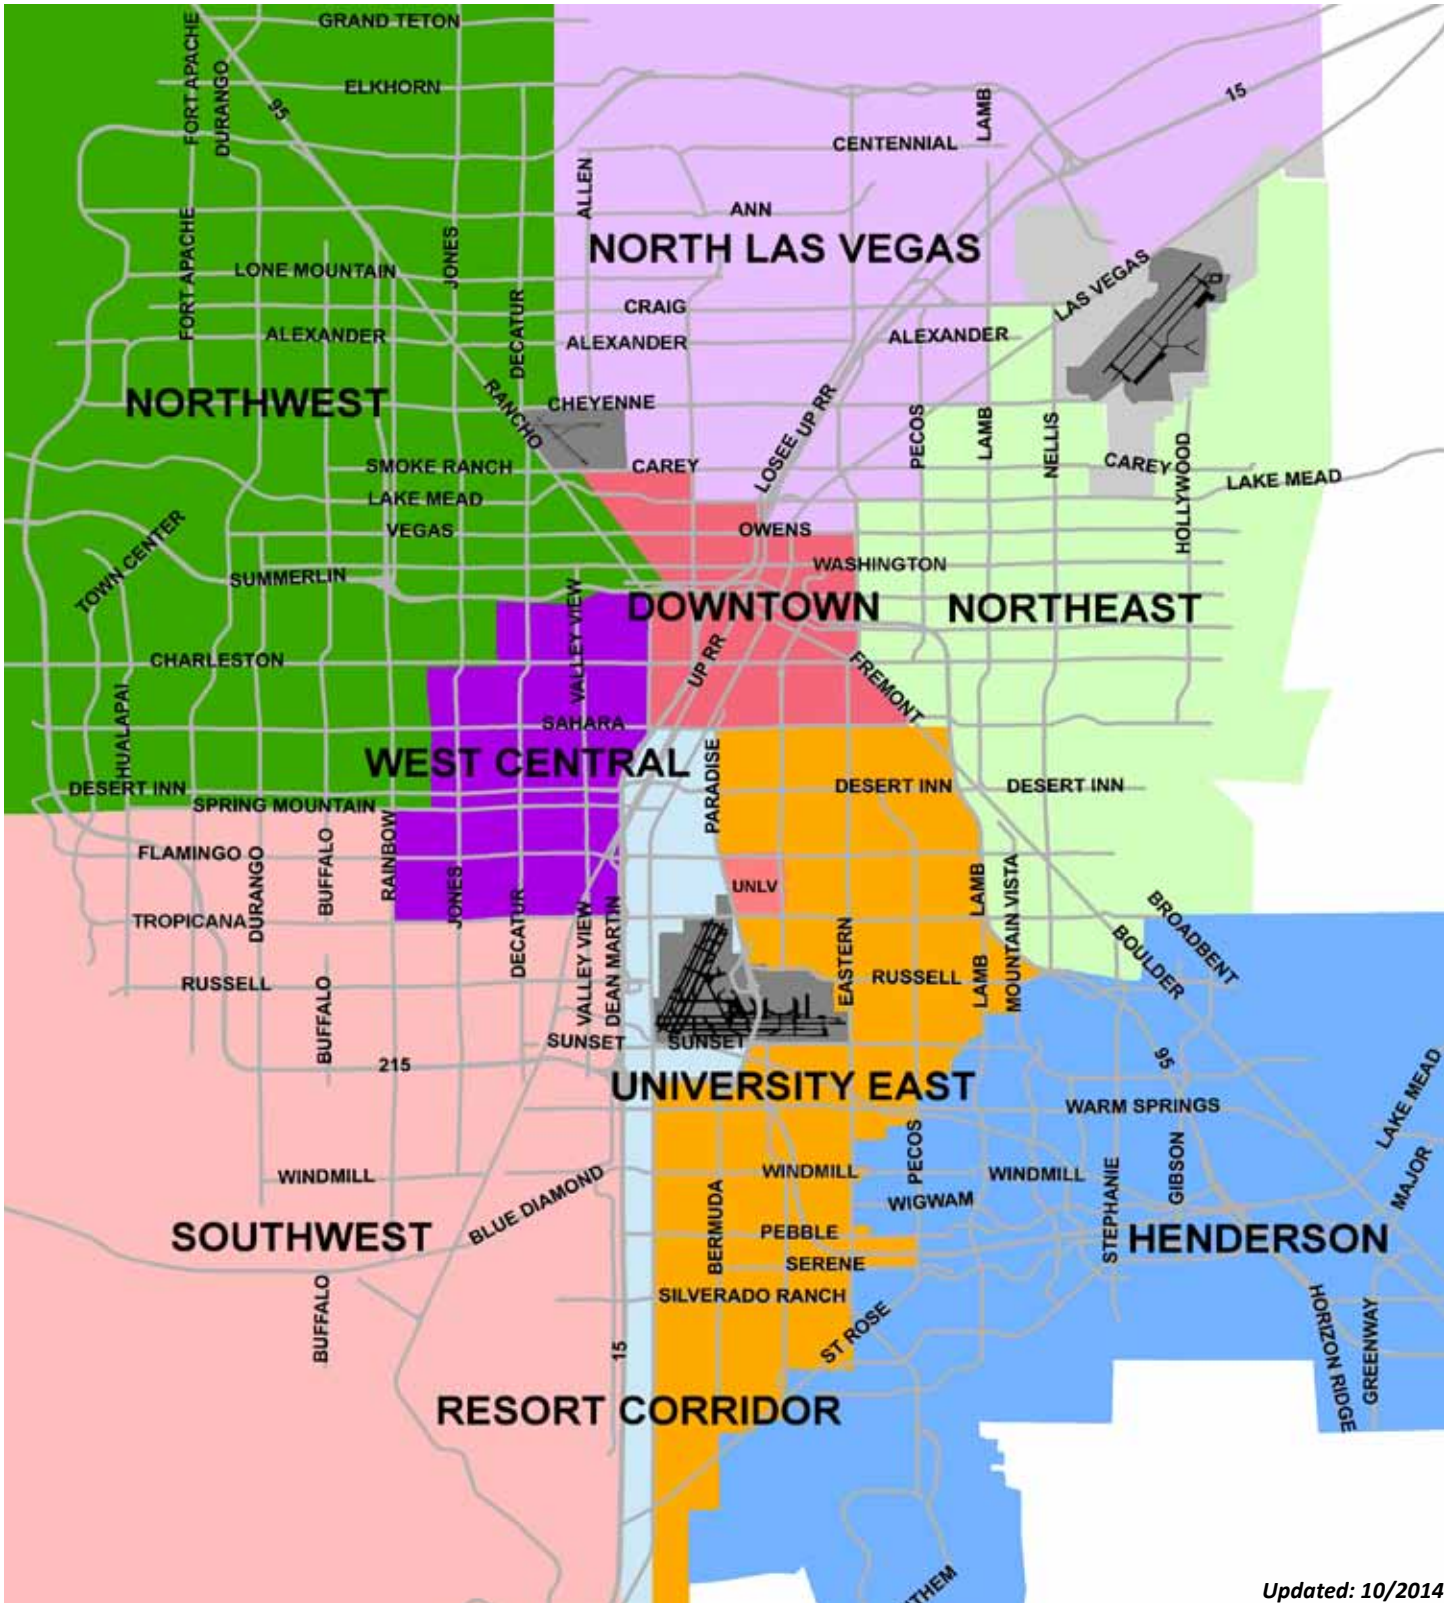 GRAND TETON
FORT APACHE
DURANGO
ELKHORN
95
15
LAMB
CENTENNIAL
ALLEN
ANN
FORT APACHE
JONES
NORTH LAS VEGAS
LONE MOUNTAIN
LAS VEGAS
DECATUR
CRAIG
ALEXANDER
ALEXANDER
ALEXANDER
NORTHWEST
RANCHO
CHEYENNE
LOSEE
UP RR
PECOS
LAMB
NELLIS
HOLLYWOOD
SMOKE RANCH
CAREY
CAREY
LAKE MEAD
LAKE MEAD
VEGAS
OWENS
TOWN CENTER
WASHINGTON
SUMMERLIN
VALLEY VIEW
DOWNTOWN
NORTHEAST
CHARLESTON
UP RR
FREMONT
HUALAPAI
SAHARA
WEST CENTRAL
PARADISE
DESERT INN
DESERT INN
DESERT INN
SPRING MOUNTAIN
FLAMINGO
DURANGO
BUFFALO
RAINBOW
JONES
DECATUR
VALLEY VIEW
DEAN MARTIN
UNLV
LAMB
MOUNTAIN VISTA
BROADBENT
BOULDER
TROPICANA
EASTERN
RUSSELL
RUSSELL
LAMB
BUFFALO
SUNSET
SUNSET
215
95
UNIVERSITY EAST
LAKE MEAD
WARM SPRINGS
PECOS
GIBSON
MAJOR
STEPHANIE
WINDMILL
WINDMILL
WINDMILL
BLUE DIAMOND
BERMUDA
WIGWAM
SOUTHWEST
PEBBLE
HENDERSON
SERENE
BUFFALO
SILVERADO RANCH
ST ROSE
15
HORIZON RIDGE
GREENWAY
RESORT CORRIDOR
Updated: 10/2014